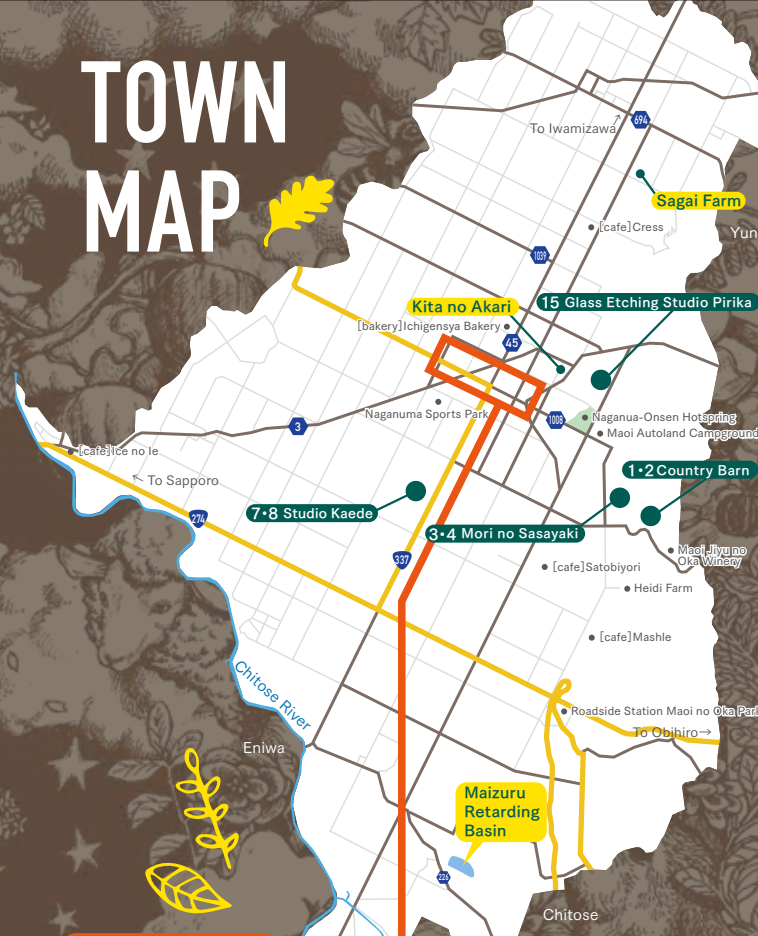 TOWN
MAP
To Iwamizawa
694
Sagai Farm
[cafe]Cress
Yun
1039
Kita no Akari
15 Glass Etching Studio Pirika
[bakery]Ichigensya Bakery
45
Naganuma Sports Park
1008
Naganua-Onsen Hotspring
Maoi Autoland Campground
3
[cafe]Ice no Ie
To Sapporo
1•2 Country Barn
7•8 Studio Kaede
274
3•4 Mori no Sasayaki
337
Maoi Jiyu no
Oka Winery
[cafe]Satobiyori
Heidi Farm
[cafe]Mashle
Chitose River
Roadside Station Maoi no Oka Park
To Obihiro
Eniwa
Maizuru
Retarding
Basin
226
Chitose